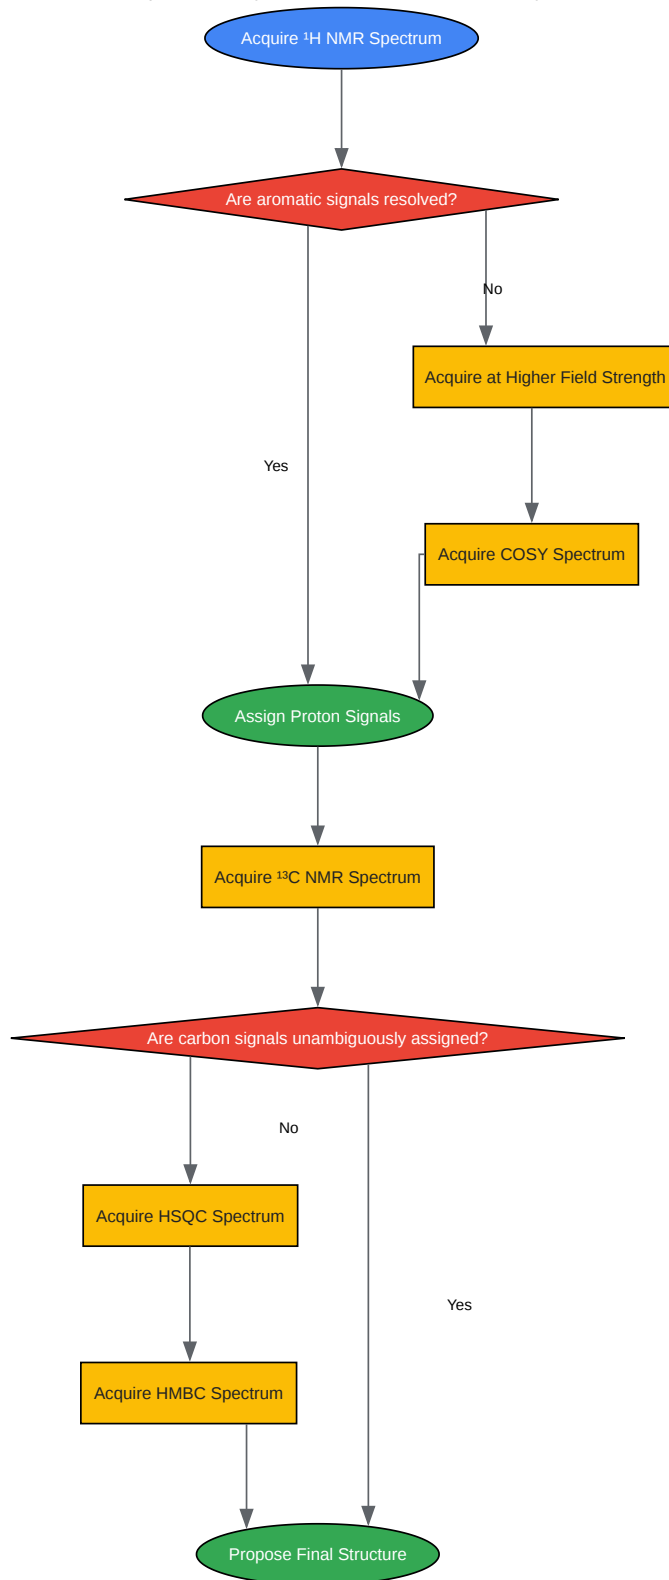 Acquire ¹H NMR Spectrum
Are aromatic signals resolved?
No
Acquire at Higher Field Strength
Yes
Acquire COSY Spectrum
Assign Proton Signals
Acquire ¹³C NMR Spectrum
Are carbon signals unambiguously assigned?
No
Acquire HSQC Spectrum
Yes
Acquire HMBC Spectrum
Propose Final Structure